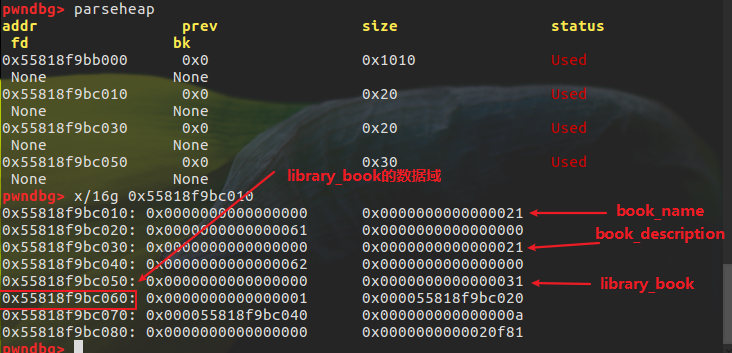 pwndbg> parseheap
addr prev size status
fd bk
0x55818f9bb000 0x0 0x1010 Used
None None
0x55818f9bc010 0x0 0x20 Used
None None
0x55818f9bc030 0x0 0x20 Used
None None
0x55818f9bc050 0x0 0x30 Used
None None
library_book的数据域
pwndbg> x/16g 0x55818f9bc010
0x55818f9bc010: 0x0000000000000000 0x0000000000000021 book_name
0x55818f9bc020: 0x0000000000000061 0x0000000000000000
book_description
0x55818f9bc030: 0x0000000000000000 0x0000000000000021
0x55818f9bc040: 0x0000000000000062 0x0000000000000000
0x55818f9bc050: 0x0000000000000000 0x0000000000000031 library_book
0x55818f9bc060: 0x0000000000000001 0x000055818f9bc020
0x55818f9bc070: 0x000055818f9bc040 0x000000000000000a
0x55818f9bc080: 0x0000000000000000 0x0000000000020f81
pwndbg>